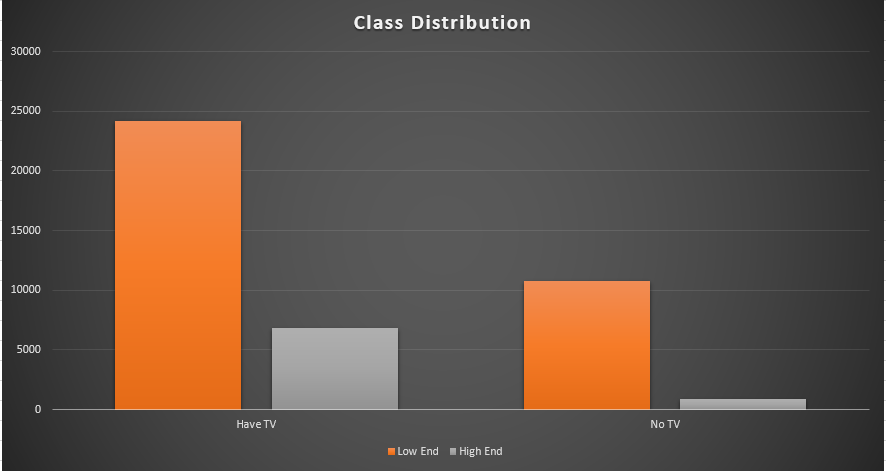 Class Distribution
30000
25000
20000
15000
10000
5000
0
Have TV
No TV
Low End High End